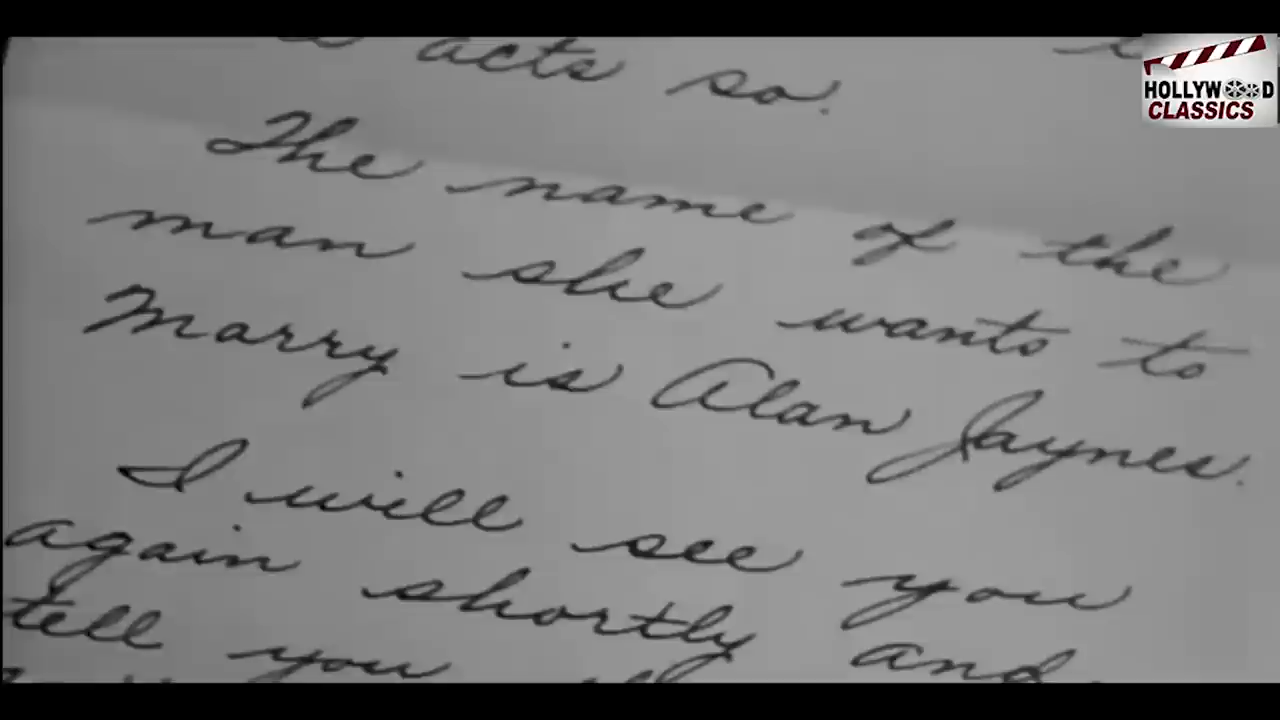 acts so.
The name of the
man she wants to
Marry is Alan Jaynes.
I will see you
again shortly and
tell you
HOLLYWOOD
CLASSICS